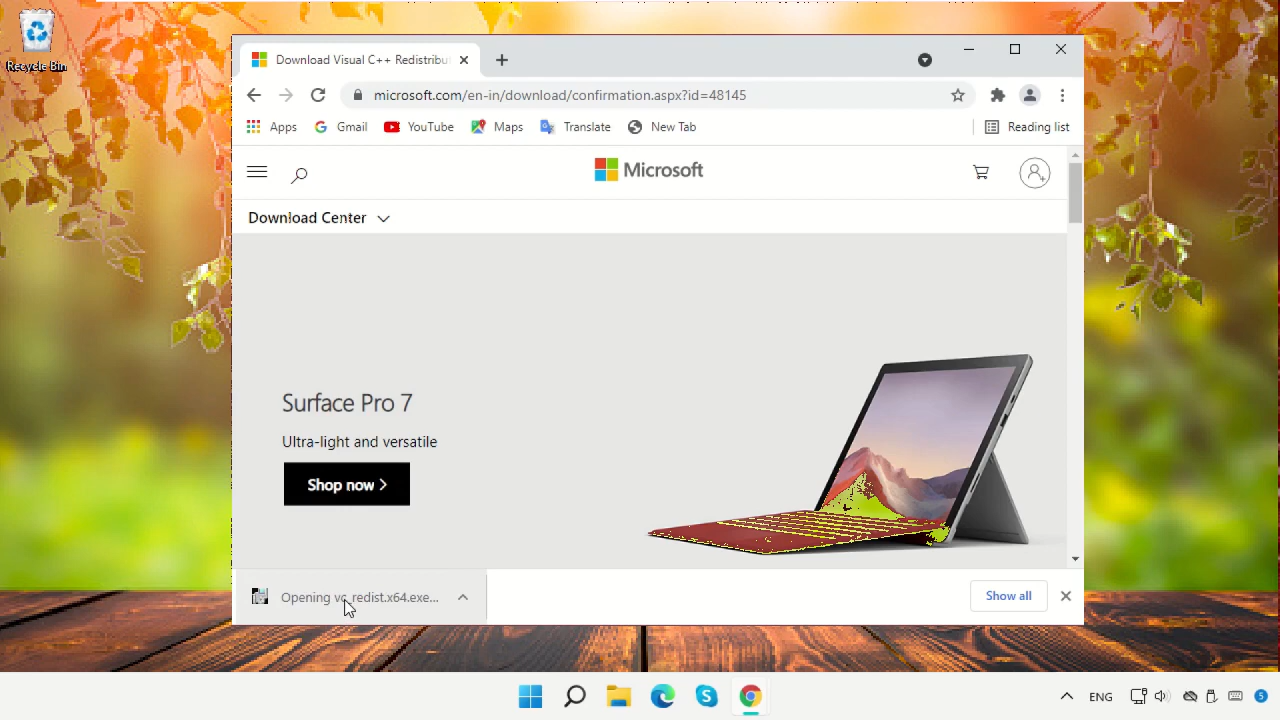 Recycle Bin
Download Visual C++ Redistribu
microsoft.com/en-in/download/confirmation.aspx?id=48145
Apps Gmail YouTube Maps Translate New Tab Reading list
Microsoft
Download Center
Surface Pro 7
Ultra-light and versatile
Shop now
Opening vc_redist.x64.exe...
Show all
ENG 5